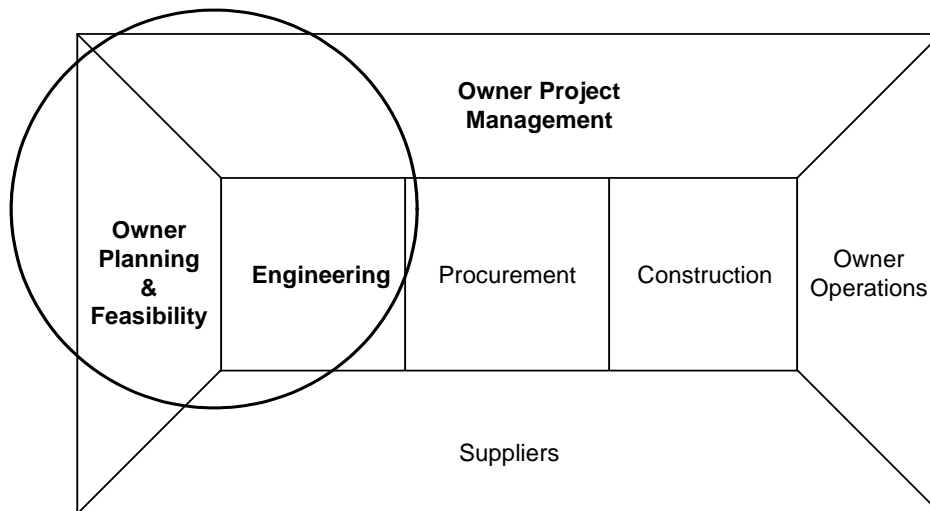 Owner Project
Management
Owner
Planning
&
Feasibility
Engineering
Procurement
Construction
Owner
Operations
Suppliers